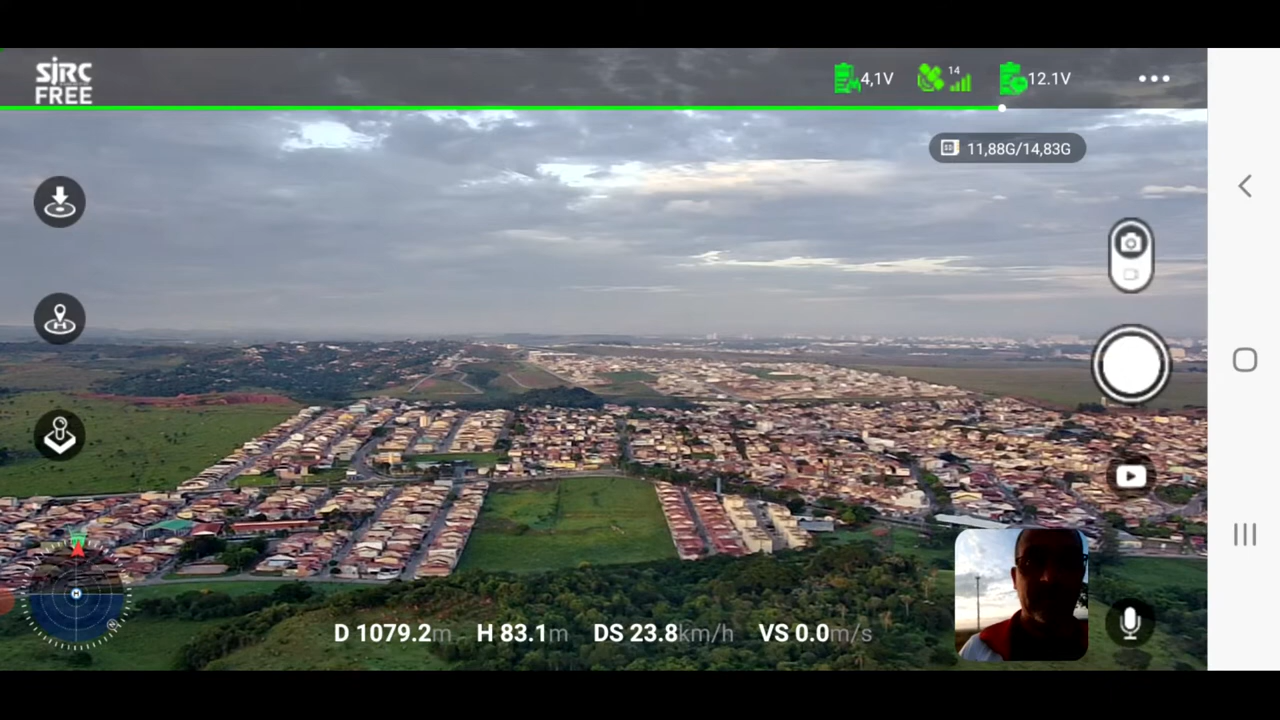 SJRC
FREE
4,1V
14
12.1V
11,88G/14,83G
D 1079.2m H 83.1m DS 23.8km/h VS 0.0m/s
H